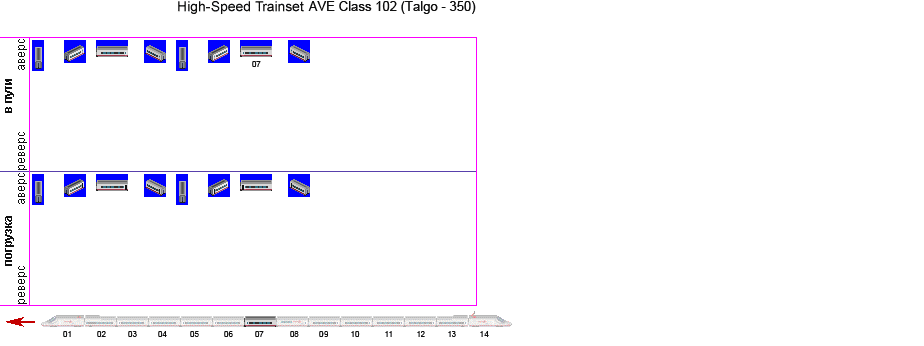 High-Speed Trainset AVE Class 102 (Talgo - 350)
аверс
07
в пути
реверс
аверс
погрузка
реверс
01 02 03 04 05 06 07 08 09 10 11 12 13 14